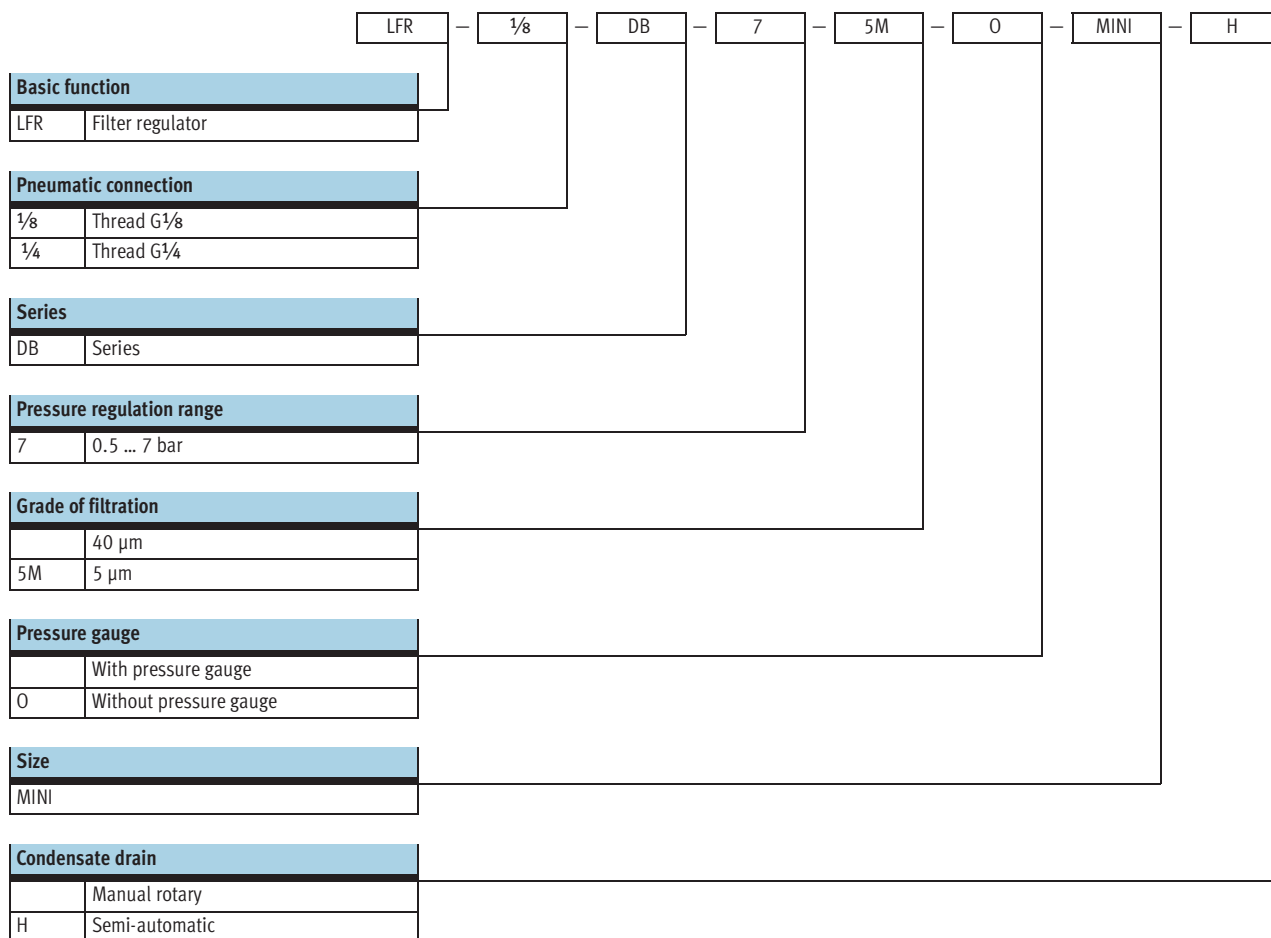 LFR – 1⁄8 – DB – 7 – 5M – O – MINI – H
Basic function
LFR Filter regulator
Pneumatic connection
1⁄8 Thread G1⁄8
1⁄4 Thread G1⁄4
Series
DB Series
Pressure regulation range
7 0.5 … 7 bar
Grade of filtration
40 µm
5M 5 µm
Pressure gauge
With pressure gauge
O Without pressure gauge
Size
MINI
Condensate drain
Manual rotary
H Semi-automatic